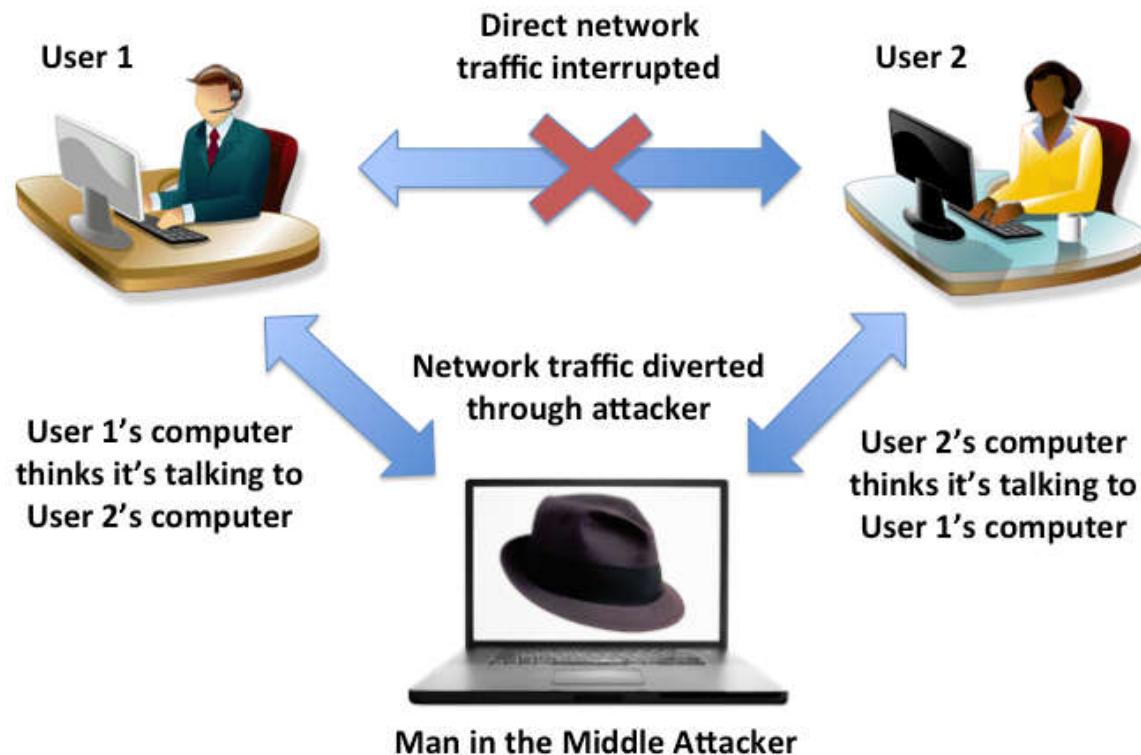 User 1
Direct network
traffic interrupted
User 2
Network traffic diverted
through attacker
User 1’s computer
thinks it’s talking to
User 2’s computer
User 2’s computer
thinks it’s talking to
User 1’s computer
Man in the Middle Attacker